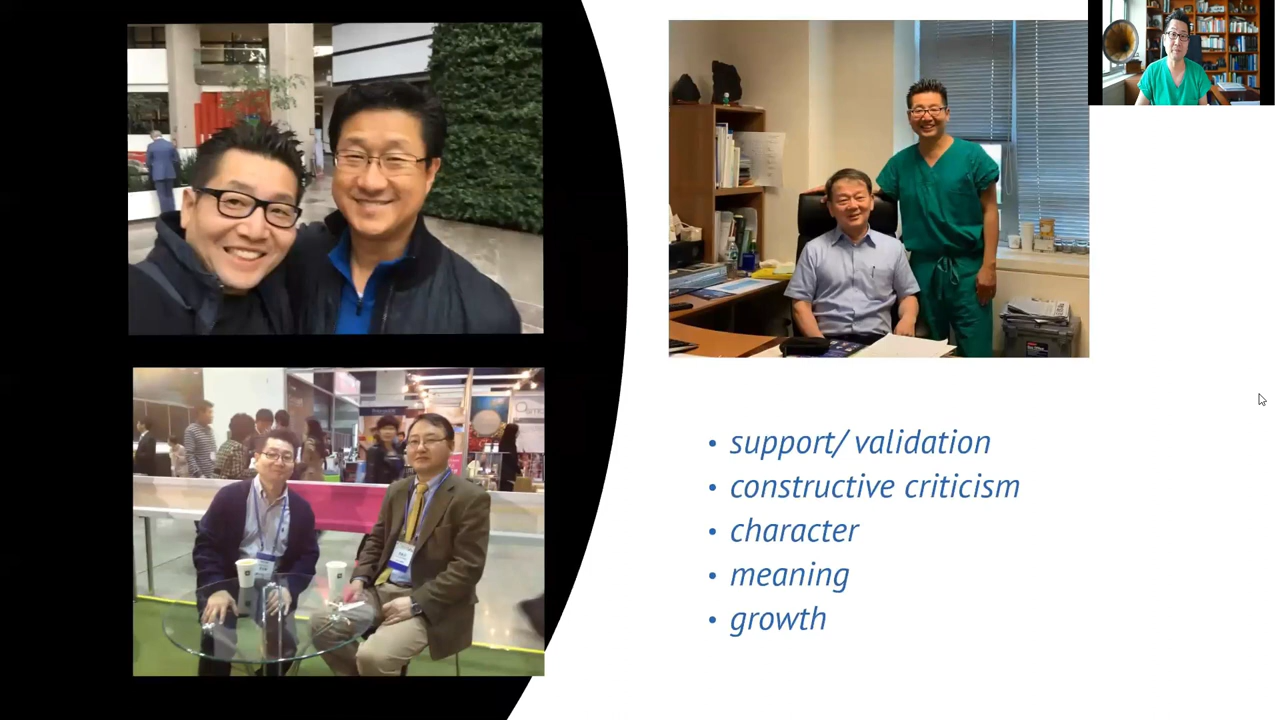 • support/ validation
• constructive criticism
• character
• meaning
• growth